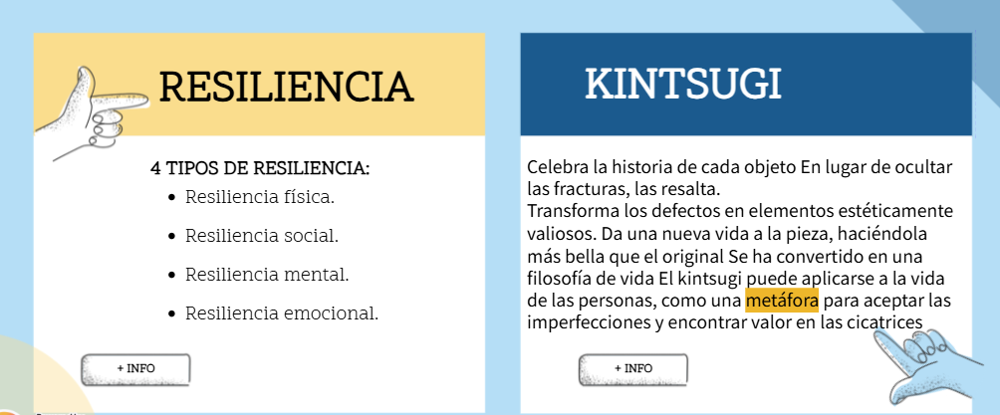 RESILIENCIA
4 TIPOS DE RESILIENCIA:
• Resiliencia física.
• Resiliencia social.
• Resiliencia mental.
• Resiliencia emocional.
+ INFO
KINTSUGI
Celebra la historia de cada objeto En lugar de ocultar
las fracturas, las resalta.
Transforma los defectos en elementos estéticamente
valiosos. Da una nueva vida a la pieza, haciéndola
más bella que el original Se ha convertido en una
filosofía de vida El kintsugi puede aplicarse a la vida
de las personas, como una metáfora para aceptar las
imperfecciones y encontrar valor en las cicatrices
+ INFO